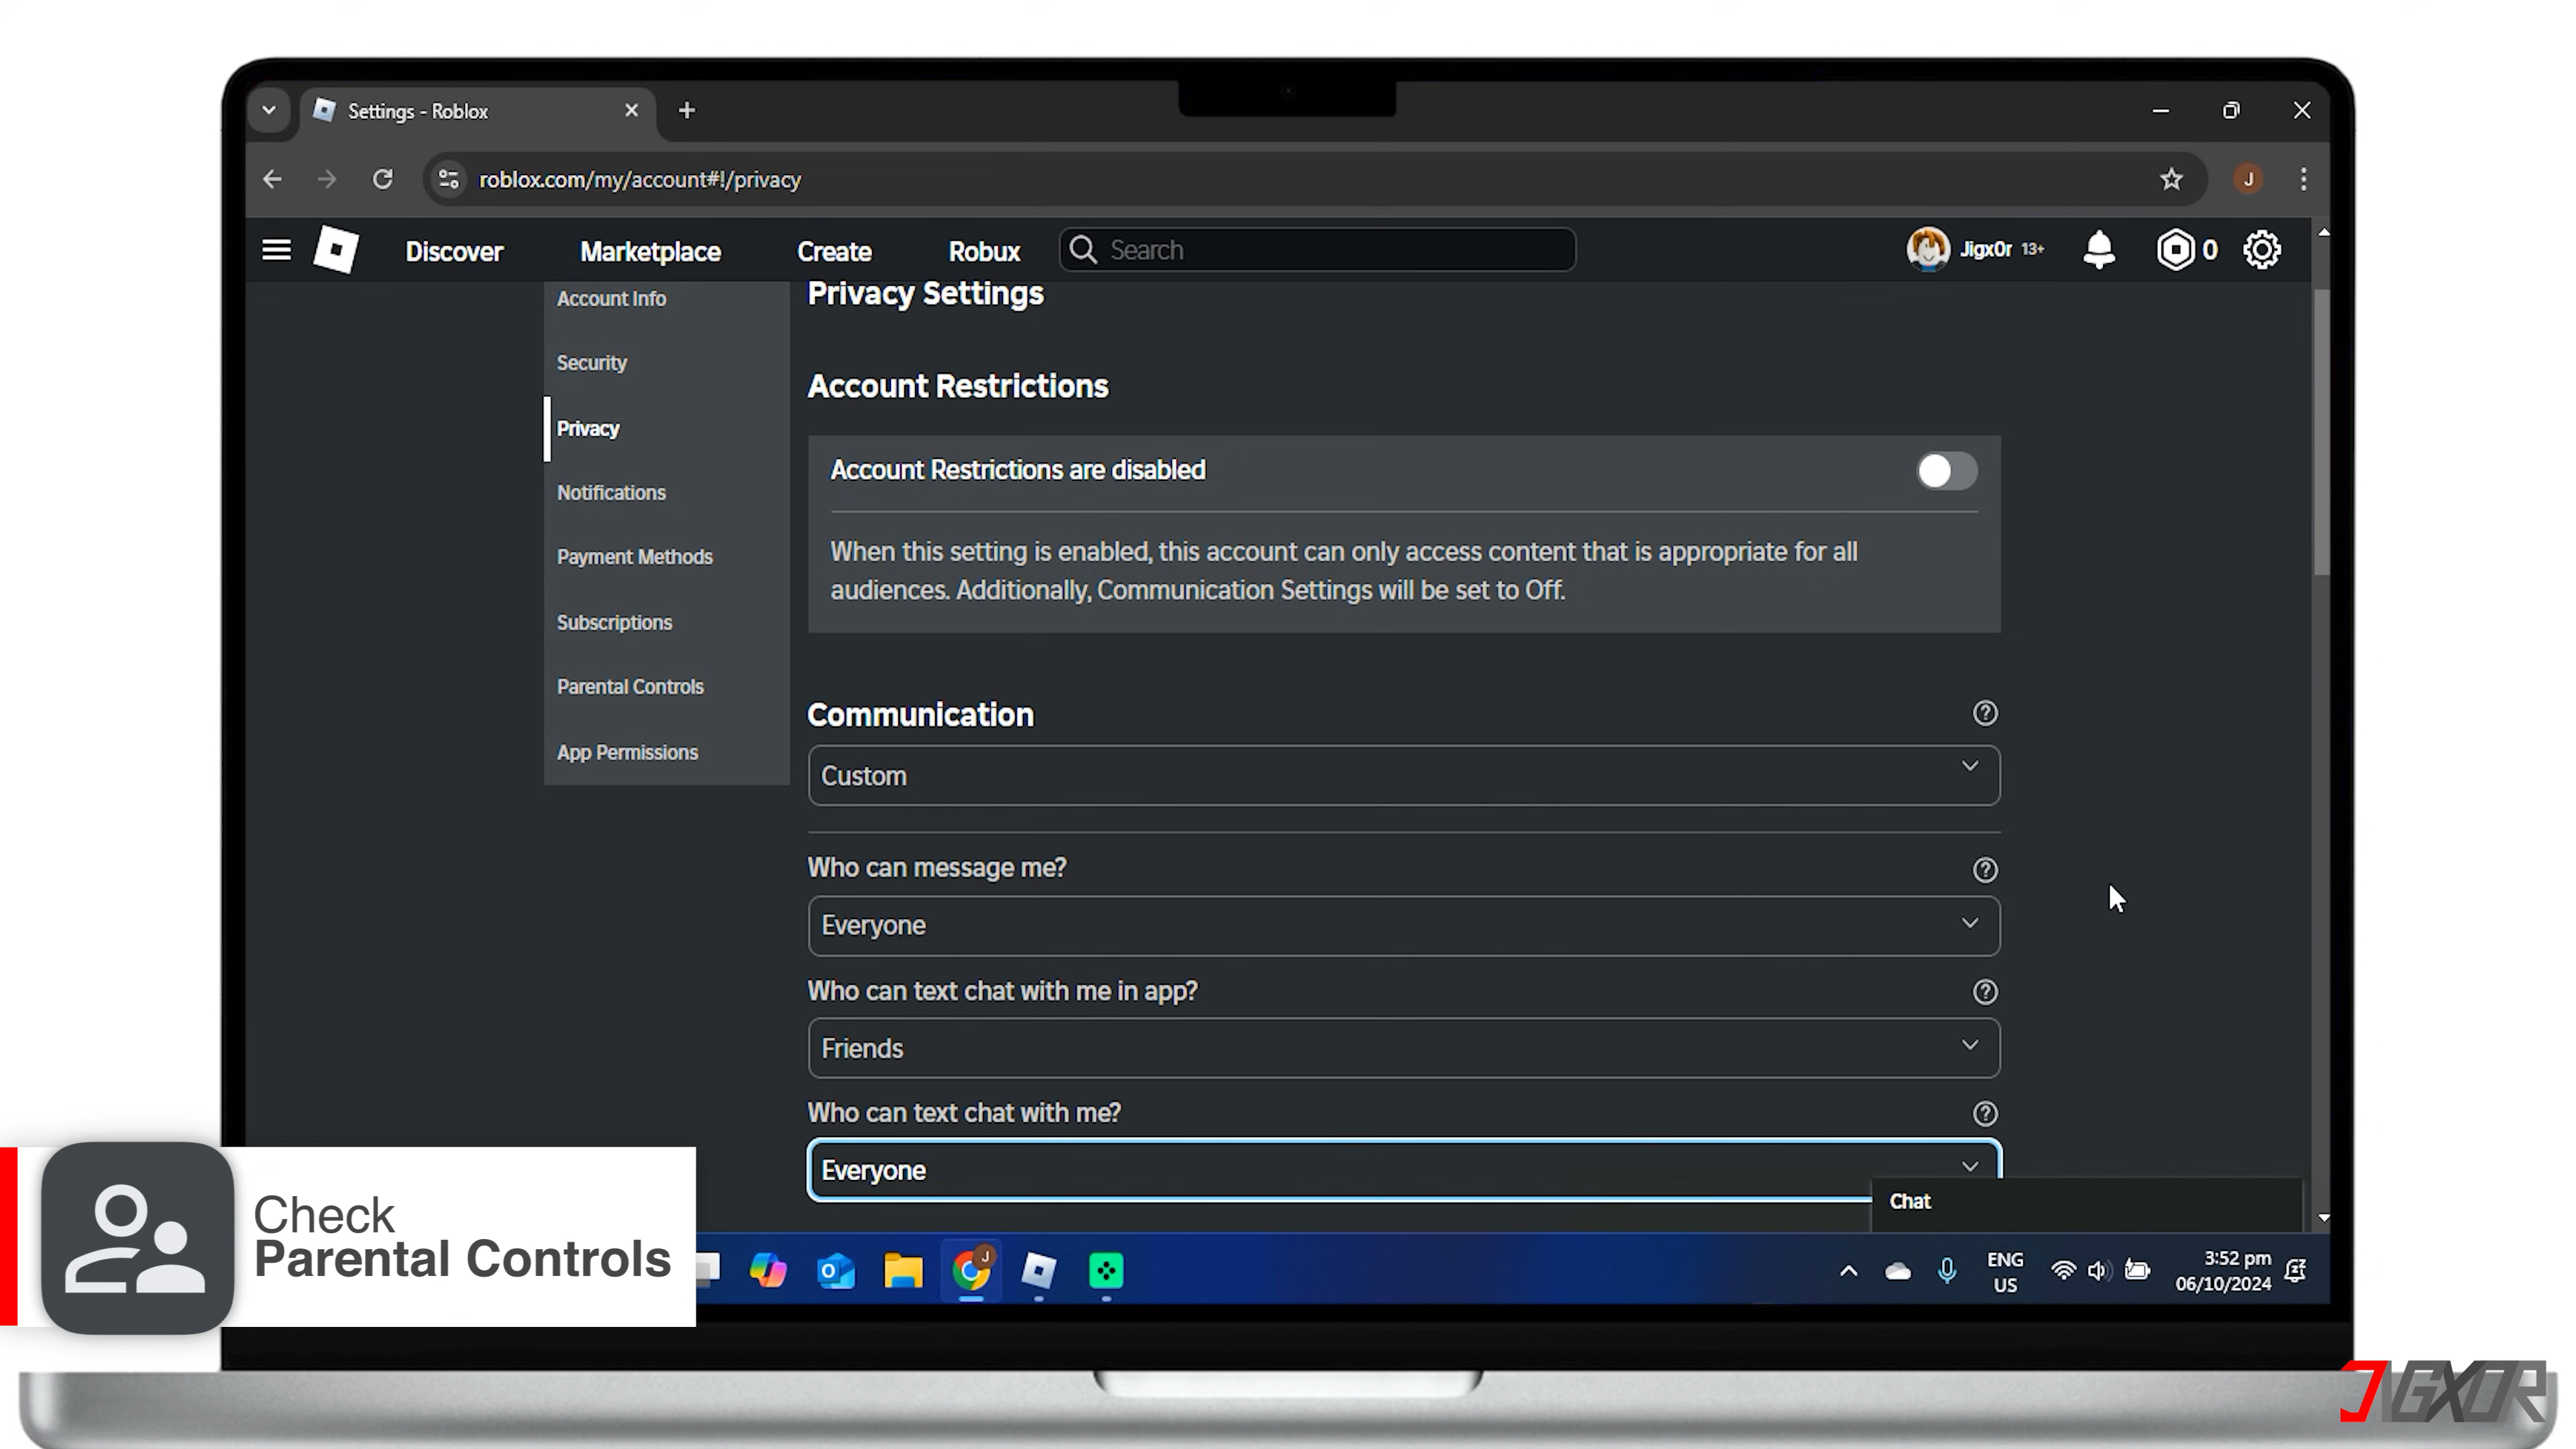 Settings - Roblox
roblox.com/my/account#!/privacy
J
Discover
Marketplace
Create
Robux
Search
Jigx0r 13+
0
Account Info
Security
Privacy
Notifications
Payment Methods
Subscriptions
Parental Controls
App Permissions
Privacy Settings
Account Restrictions
Account Restrictions are disabled
When this setting is enabled, this account can only access content that is appropriate for all
audiences. Additionally, Communication Settings will be set to Off.
Communication
Custom
Who can message me?
Everyone
Who can text chat with me in app?
Friends
Who can text chat with me?
Everyone
Chat
Check
Parental Controls
J
ENG
US
3:52 pm
06/10/2024
JIGXOR